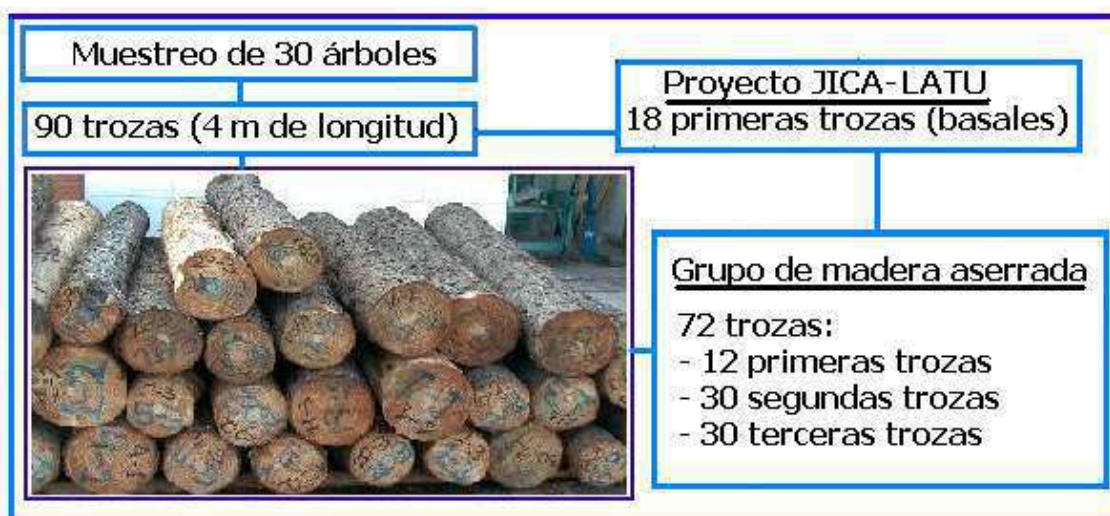 Muestreo de 30 árboles
90 trozas (4 m de longitud)
Proyecto JICA-LATU
18 primeras trozas (basales)
Grupo de madera aserrada
72 trozas:
- 12 primeras trozas
- 30 segundas trozas
- 30 terceras trozas